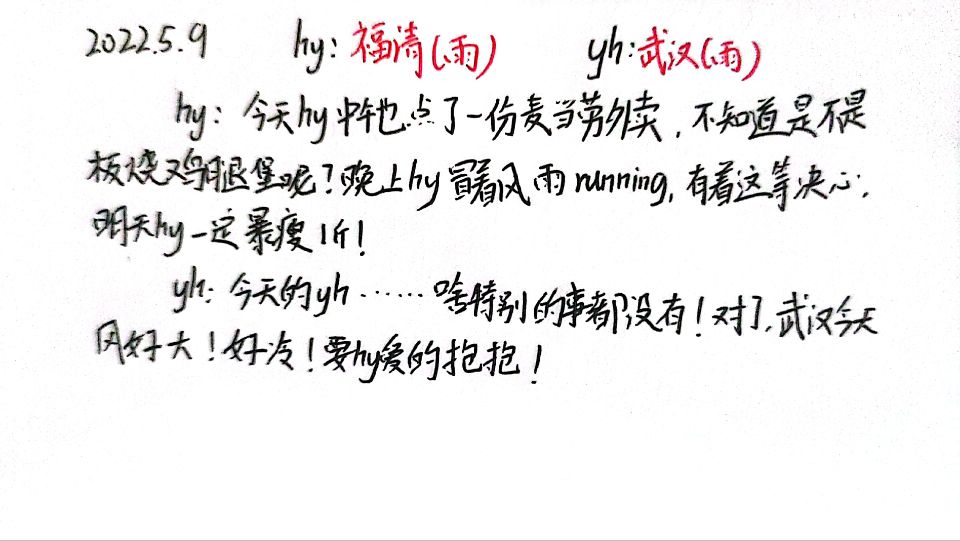 2022.5.9 hy: 福清(雨) yh:武汉(雨)
hy: 今天hy中午也点了一份麦当劳外卖,不知道是不是
板烧鸡腿堡呢?晚上hy冒着风雨running,有着这等决心,
明天hy一定暴瘦1斤!
yh: 今天的yh……啥特别的事都没有!对了,武汉今天
风好大!好冷!要hy爱的抱抱!